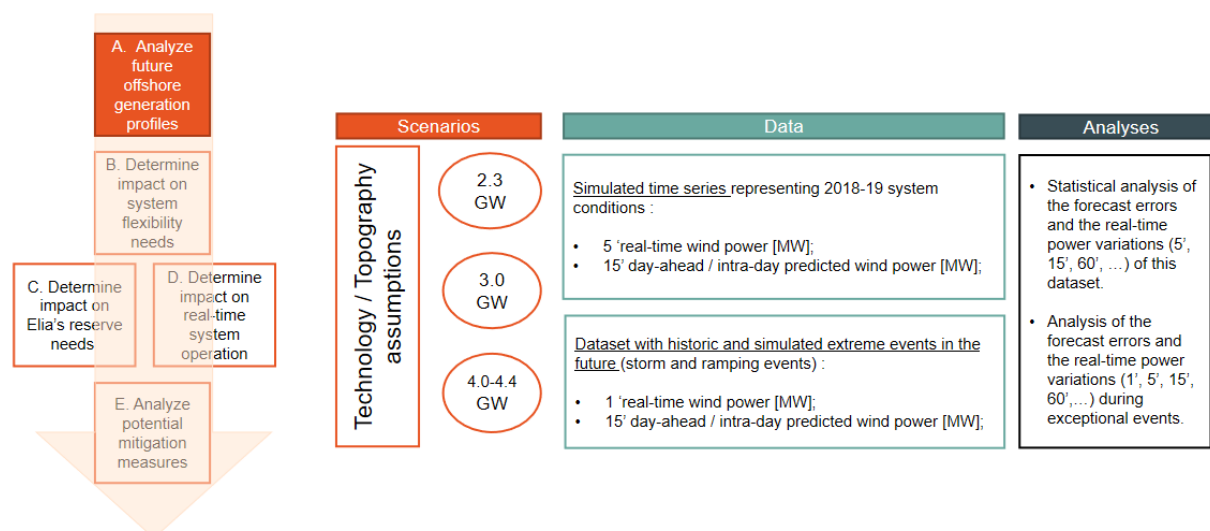 A. Analyze
future
offshore
generation
profiles
B. Determine
impact on
system
flexibility
needs
C. Determine
impact on
Elia's reserve
needs
D. Determine
impact on
real-time
system
operation
E. Analyze
potential
mitigation
measures
Scenarios
Technology / Topography
assumptions
2.3
GW
3.0
GW
4.0-4.4
GW
Data
Simulated time series representing 2018-19 system
conditions :
• 5 'real-time wind power [MW];
• 15' day-ahead / intra-day predicted wind power [MW];
Dataset with historic and simulated extreme events in the
future (storm and ramping events) :
• 1 'real-time wind power [MW];
• 15' day-ahead / intra-day predicted wind power [MW];
Analyses
• Statistical analysis of
the forecast errors
and the real-time
power variations (5',
15', 60', …) of this
dataset.
• Analysis of the
forecast errors and
the real-time power
variations (1', 5', 15',
60',…) during
exceptional events.